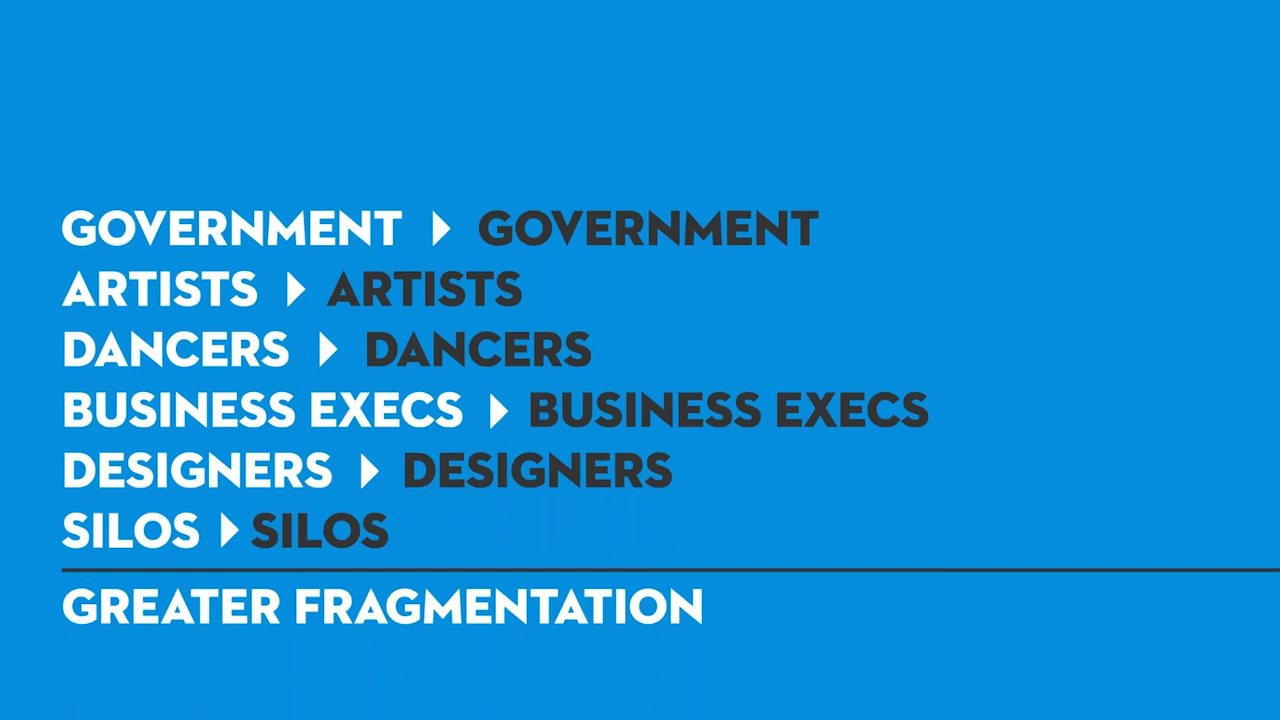 GOVERNMENT ▶ GOVERNMENT
ARTISTS ▶ ARTISTS
DANCERS ▶ DANCERS
BUSINESS EXECS ▶ BUSINESS EXECS
DESIGNERS ▶ DESIGNERS
SILOS ▶ SILOS
GREATER FRAGMENTATION